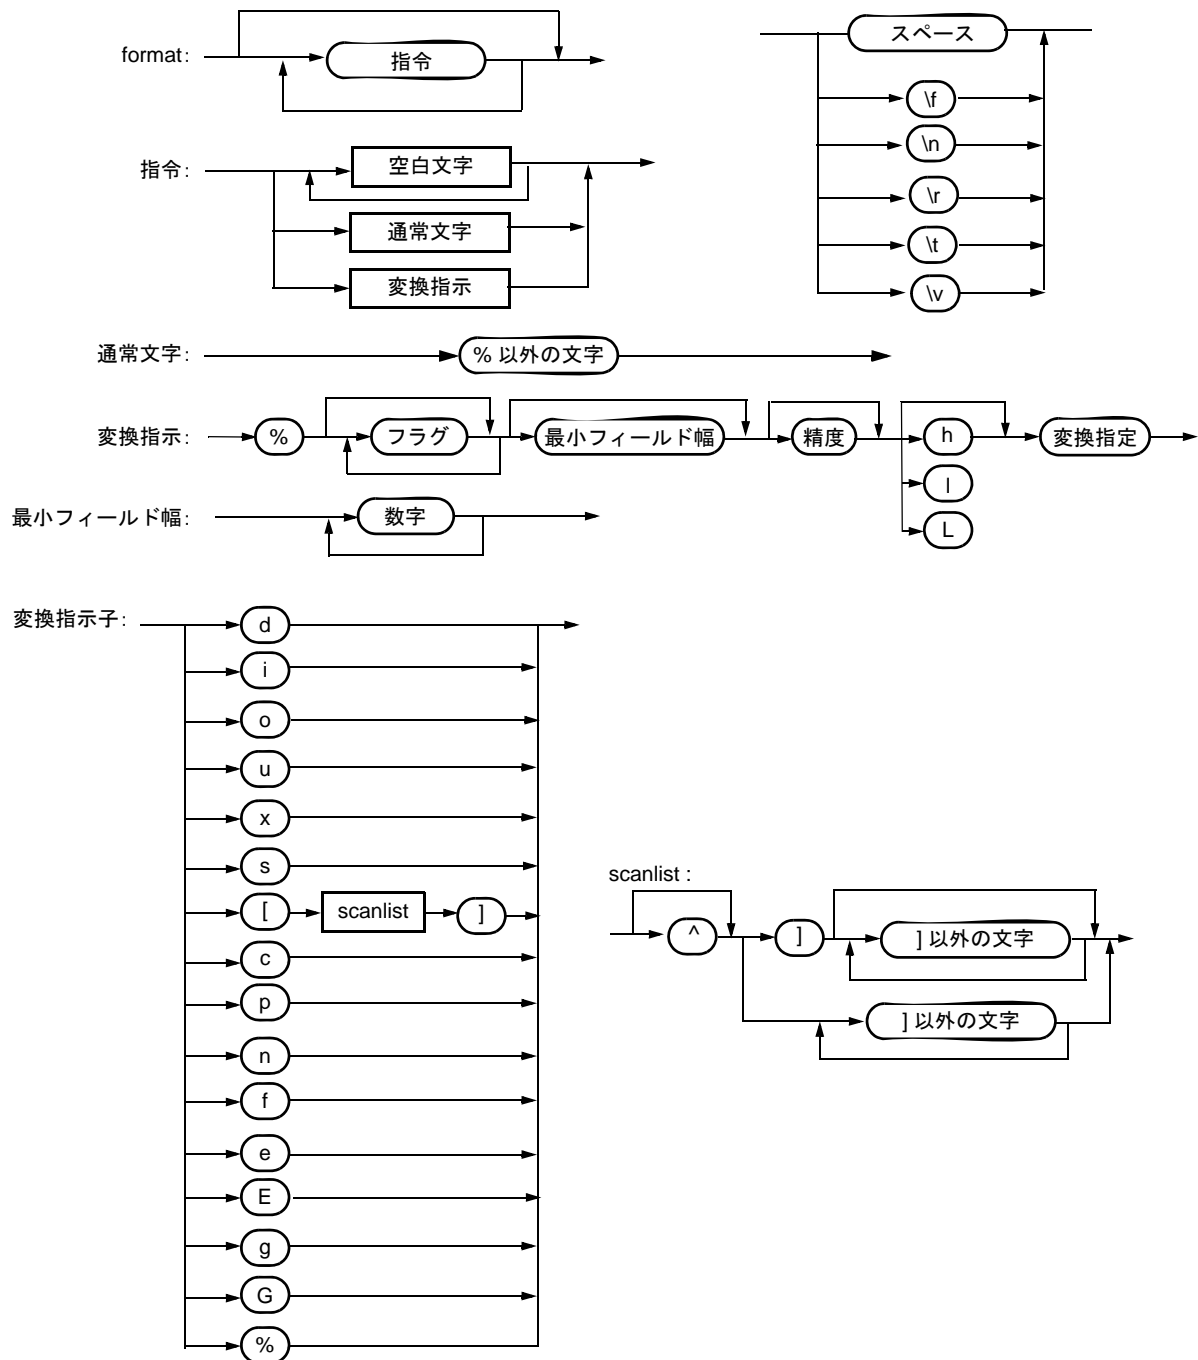 format: 指令
スペース
\f
\n
\r
\t
\v
指令: 空白文字
通常文字
変換指示
通常文字: % 以外の文字
変換指示: % フラグ 最小フィールド幅 精度 h 変換指定
l
L
最小フィールド幅: 数字
変換指示子: d
i
o
u
x
s
[ scanlist ]
c
p
n
f
e
E
g
G
%
scanlist :
^ ] ] 以外の文字
] 以外の文字